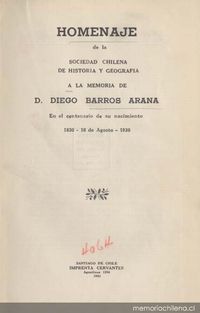 HOMENAJE
de la
SOCIEDAD CHILENA
DE HISTORIA Y GEOGRAFIA
A LA MEMORIA DE
D. DIEGO BARROS ARANA
En el centenario de su nacimiento
1830 - 16 de Agosto - 1930
SANTIAGO DE CHILE
IMPRENTA CERVANTES
memoriachilena.cl